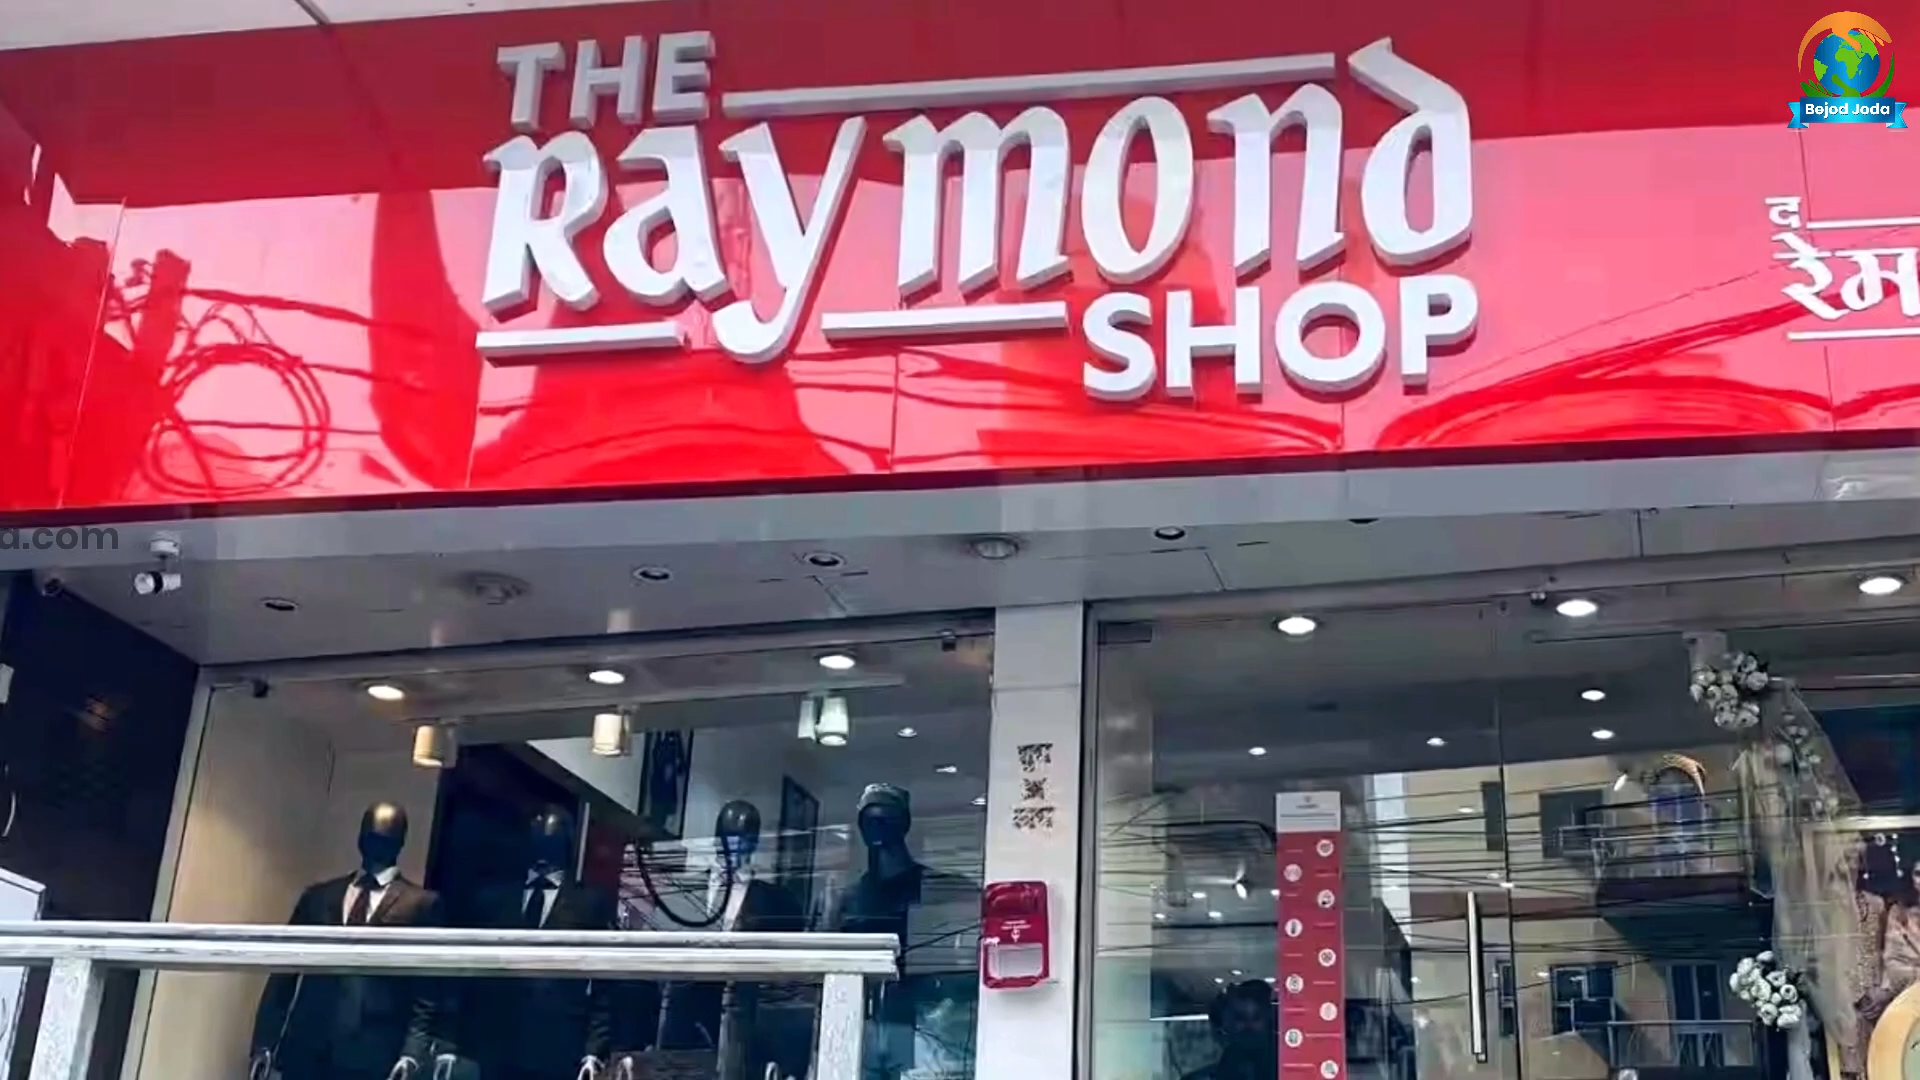 THE
Raymond
SHOP
Bejod Joda
द
रेम
a.com